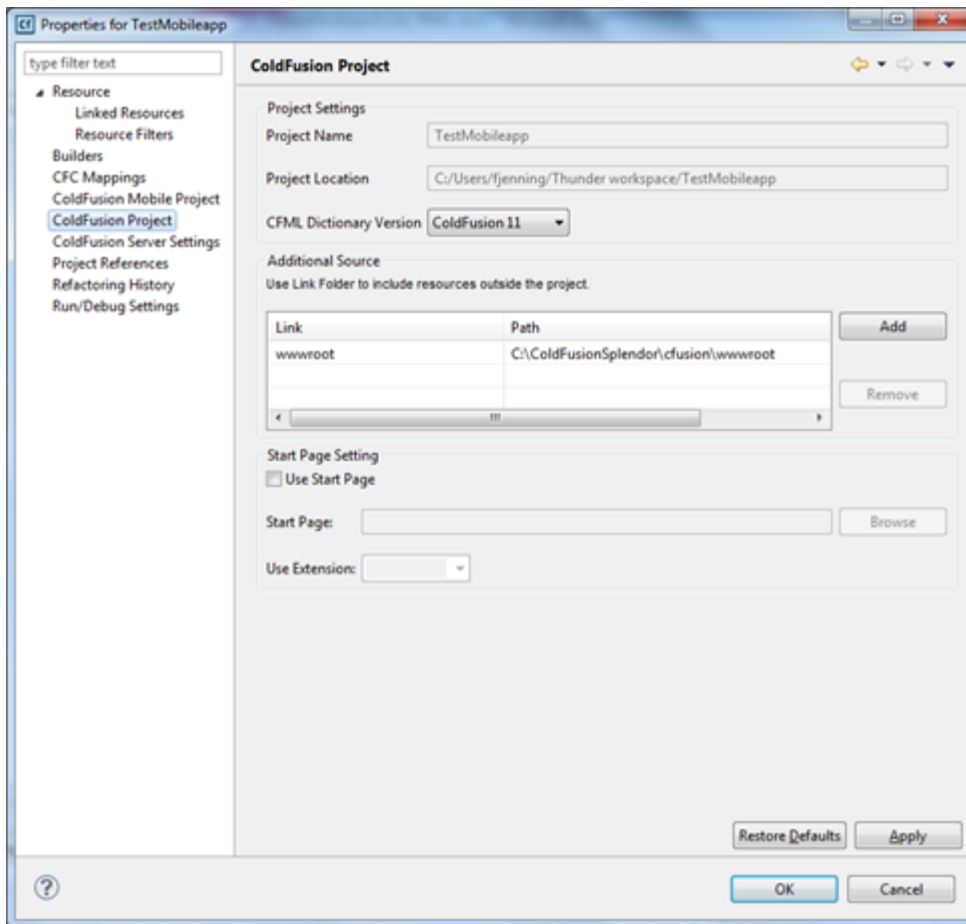 Cf Properties for TestMobileapp
type filter text
Resource
Linked Resources
Resource Filters
Builders
CFC Mappings
ColdFusion Mobile Project
ColdFusion Project
ColdFusion Server Settings
Project References
Refactoring History
Run/Debug Settings
ColdFusion Project
Project Settings
Project Name TestMobileapp
Project Location C:/Users/fjenning/Thunder workspace/TestMobileapp
CFML Dictionary Version ColdFusion 11
Additional Source
Use Link Folder to include resources outside the project.
Link Path Add
wwwroot C:\ColdFusionSplendor\cfusion\wwwroot
Remove
Start Page Setting
Use Start Page
Start Page: Browse
Use Extension:
Restore Defaults Apply
? OK Cancel